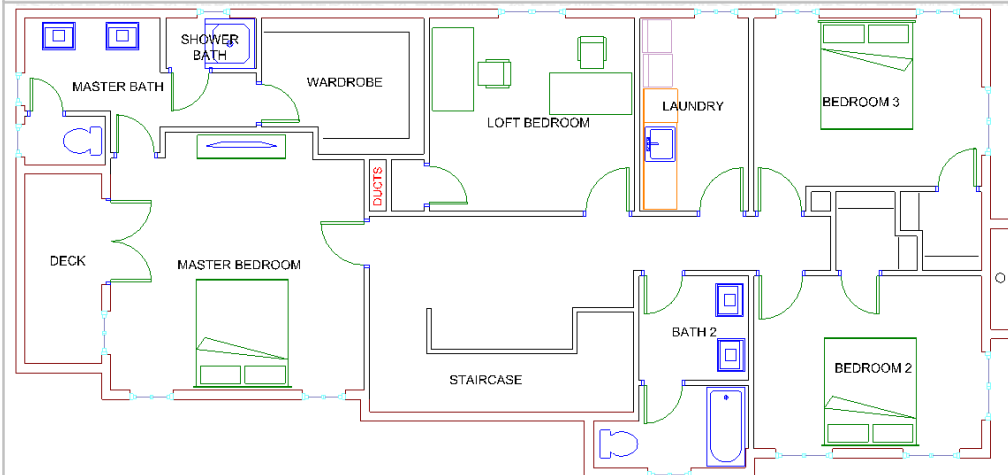 SHOWER
BATH
MASTER BATH
WARDROBE
LOFT BEDROOM
LAUNDRY
BEDROOM 3
DUCTS
DECK
MASTER BEDROOM
BATH 2
STAIRCASE
BEDROOM 2